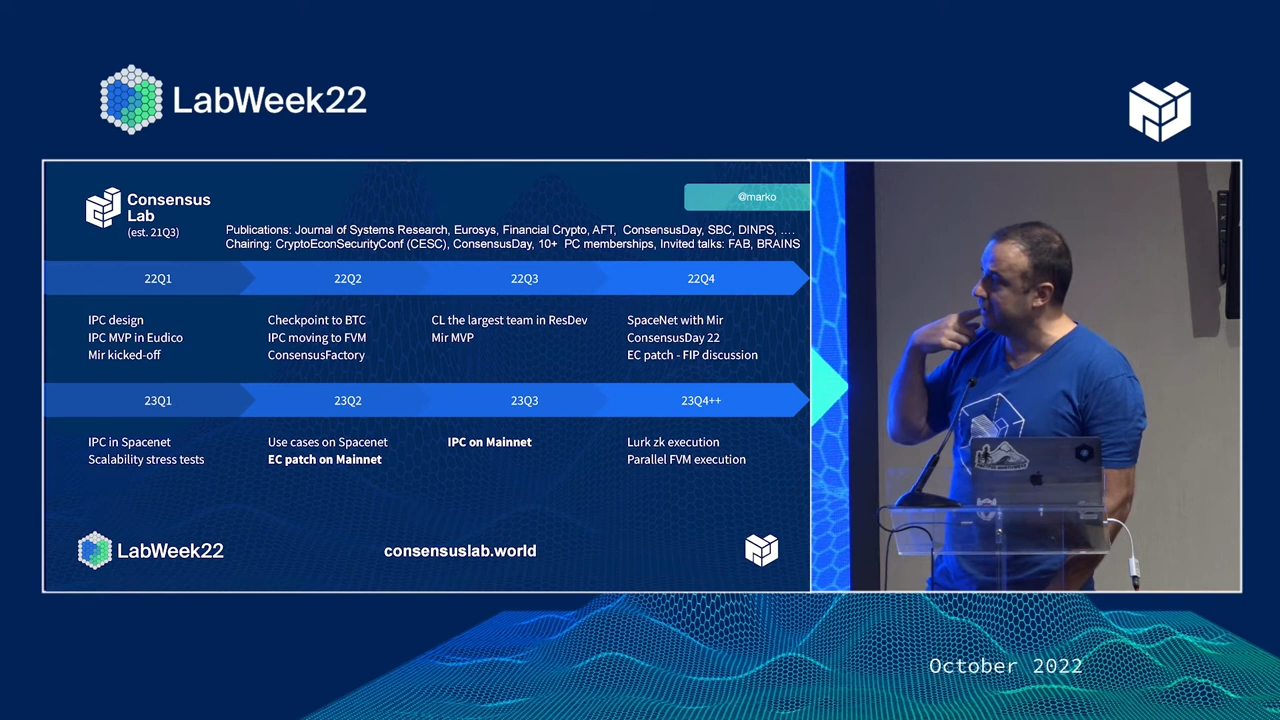 LabWeek22
Consensus
Lab
(est. 21Q3)
@marko
Publications: Journal of Systems Research, Eurosys, Financial Crypto, AFT, ConsensusDay, SBC, DINPS, ....
Chairing: CryptoEconSecurityConf (CESC), ConsensusDay, 10+ PC memberships, Invited talks: FAB, BRAINS
22Q1
22Q2
22Q3
22Q4
IPC design
IPC MVP in Eudico
Mir kicked-off
Checkpoint to BTC
IPC moving to FVM
ConsensusFactory
CL the largest team in ResDev
Mir MVP
SpaceNet with Mir
ConsensusDay 22
EC patch - FIP discussion
23Q1
23Q2
23Q3
23Q4++
IPC in Spacenet
Scalability stress tests
Use cases on Spacenet
EC patch on Mainnet
IPC on Mainnet
Lurk zk execution
Parallel FVM execution
LabWeek22
consensuslab.world
October 2022